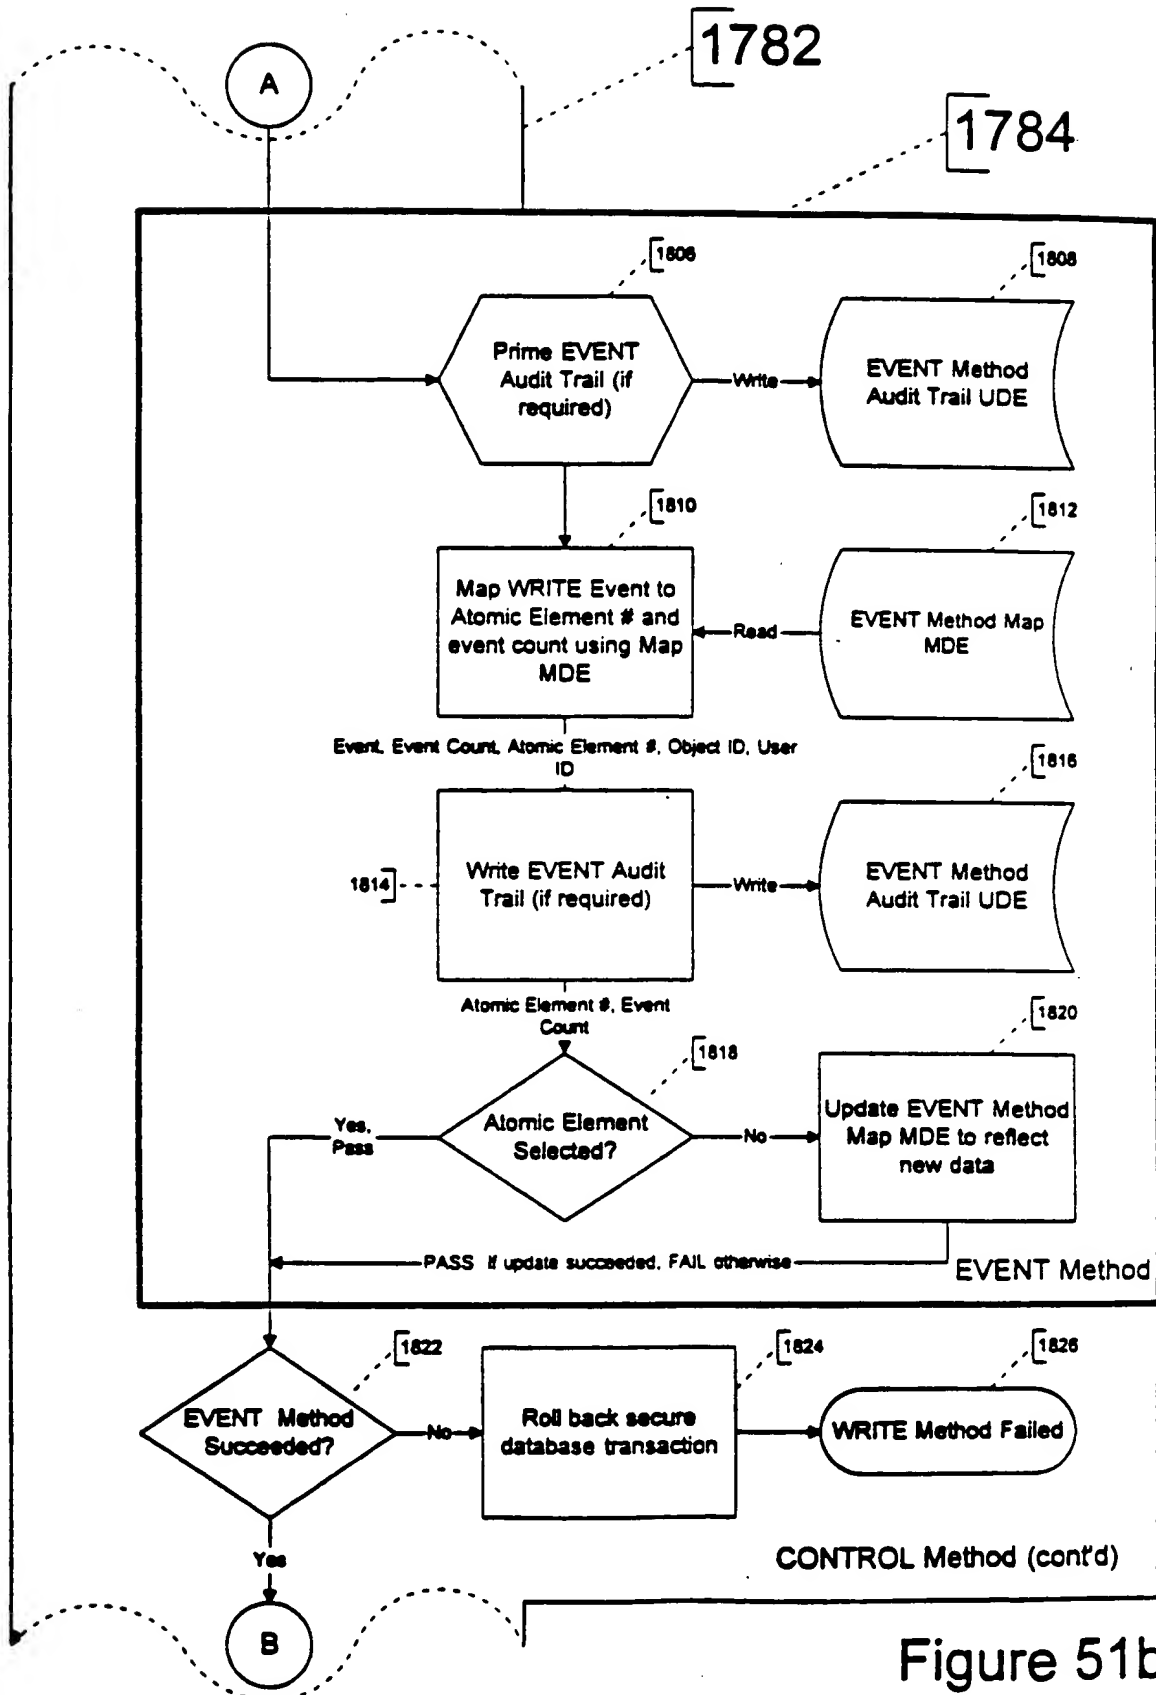 1782
A
1784
1806
1808
Prime EVENT
Audit Trail (if
required)
Write
EVENT Method
Audit Trail UDE
1810
1812
Map WRITE Event to
Atomic Element # and
event count using Map
MDE
Read
EVENT Method Map
MDE
Event, Event Count, Atomic Element #, Object ID, User
ID
1816
1814
Write EVENT Audit
Trail (if required)
Write
EVENT Method
Audit Trail UDE
Atomic Element #, Event
Count
1820
1818
Yes,
Pass
Atomic Element
Selected?
No
Update EVENT Method
Map MDE to reflect
new data
PASS if update succeeded, FAIL otherwise
EVENT Method
1822
1824
1826
EVENT Method
Succeeded?
No
Roll back secure
database transaction
WRITE Method Failed
Yes
CONTROL Method (cont'd)
B
Figure 51b